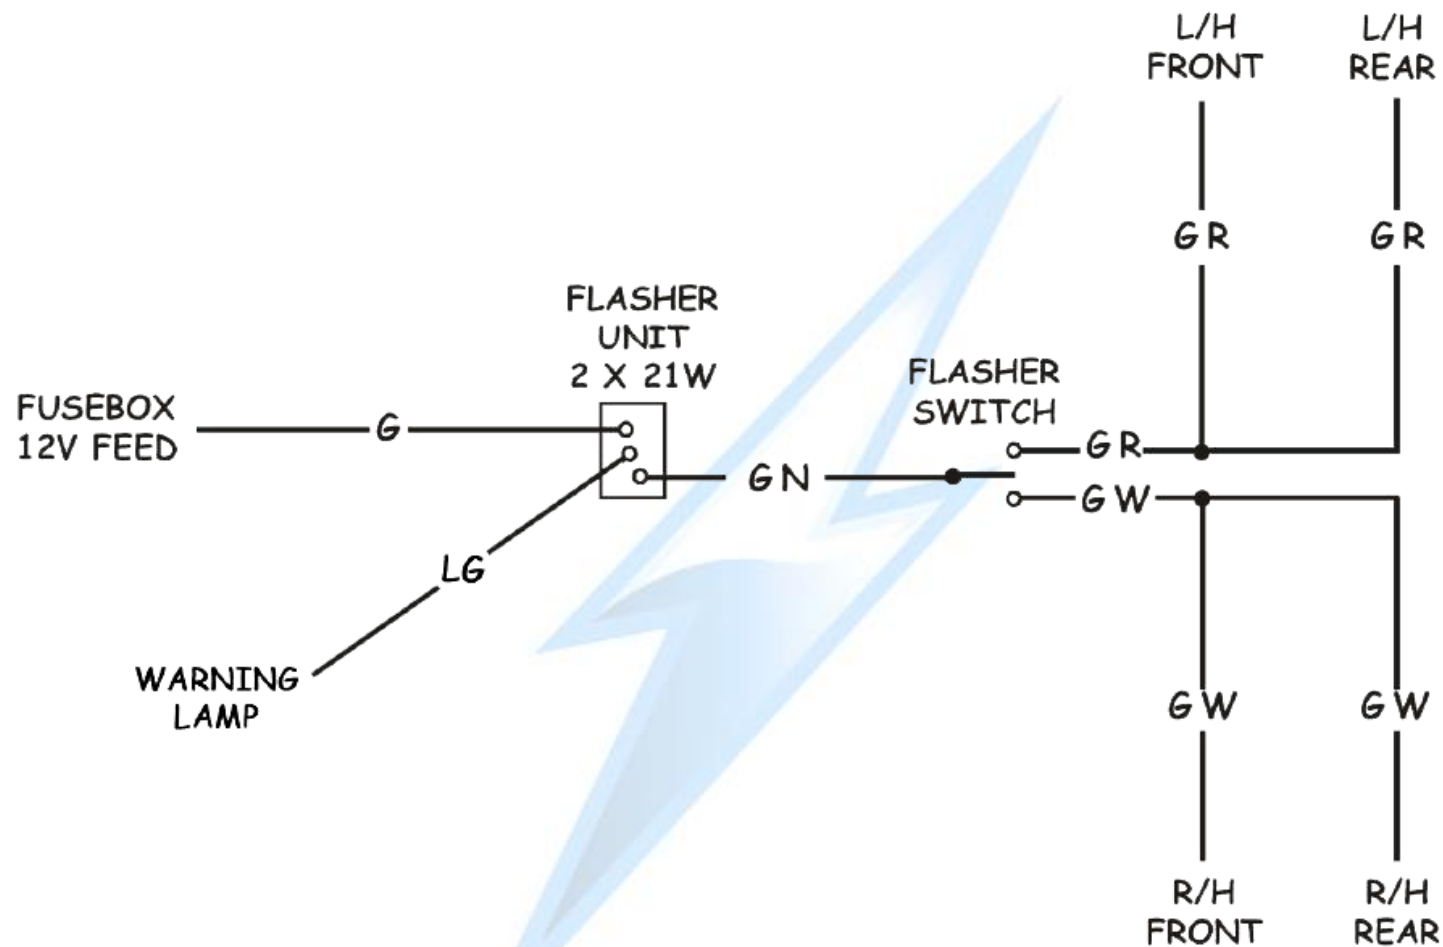 L/H
FRONT
L/H
REAR
GR
GR
FLASHER
UNIT
2 X 21W
FLASHER
SWITCH
FUSEBOX
12V FEED
G
GR
GN
GW
LG
WARNING
LAMP
GW
GW
R/H
FRONT
R/H
REAR